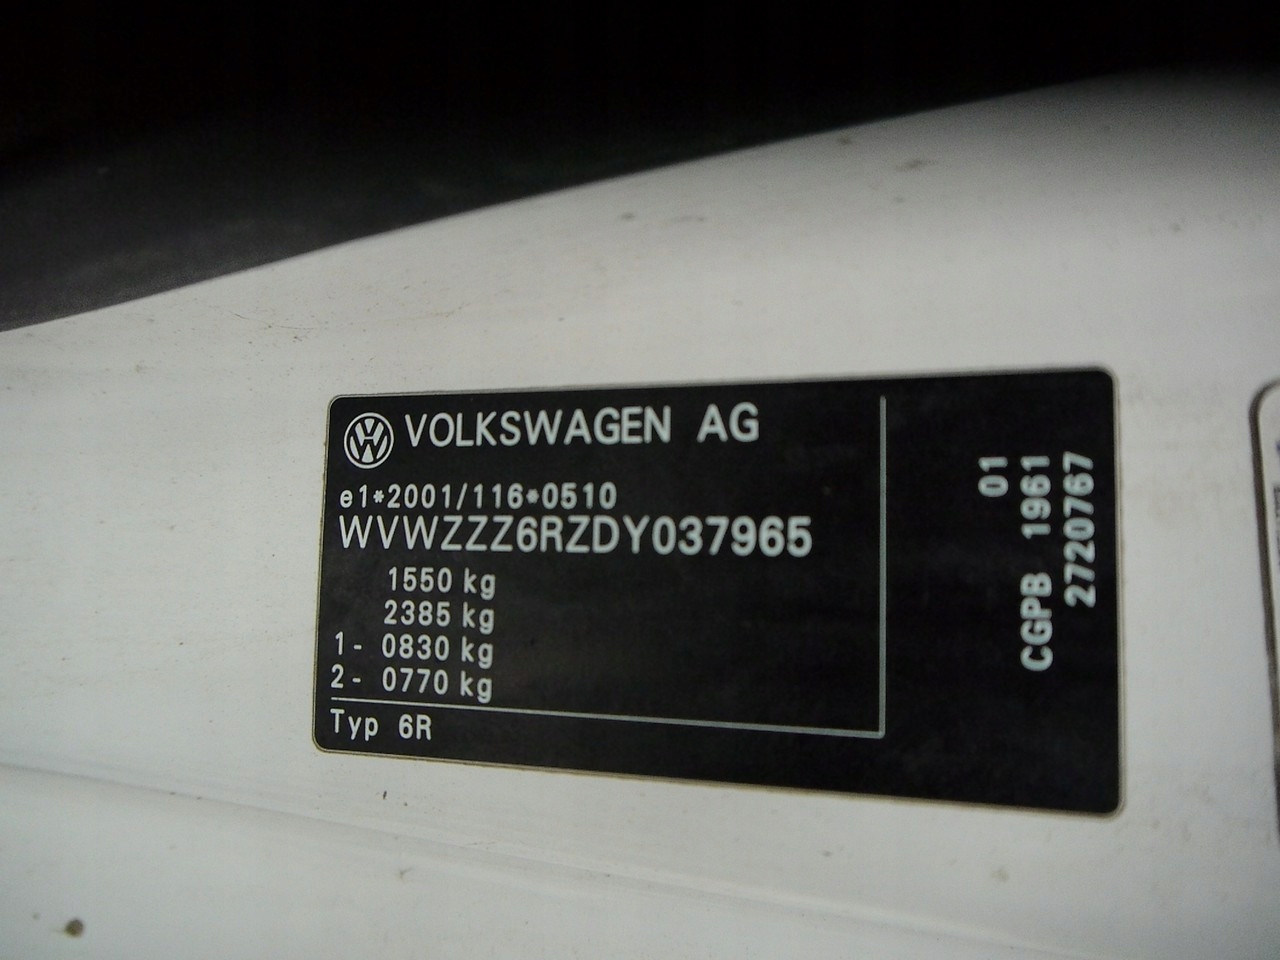 VOLKSWAGEN AG
e1*2001/116*0510
WVWZZZ6RZDY037965
1550 kg
2385 kg
1- 0830 kg
2- 0770 kg
Typ 6R
01
CGPB 1961
2720767